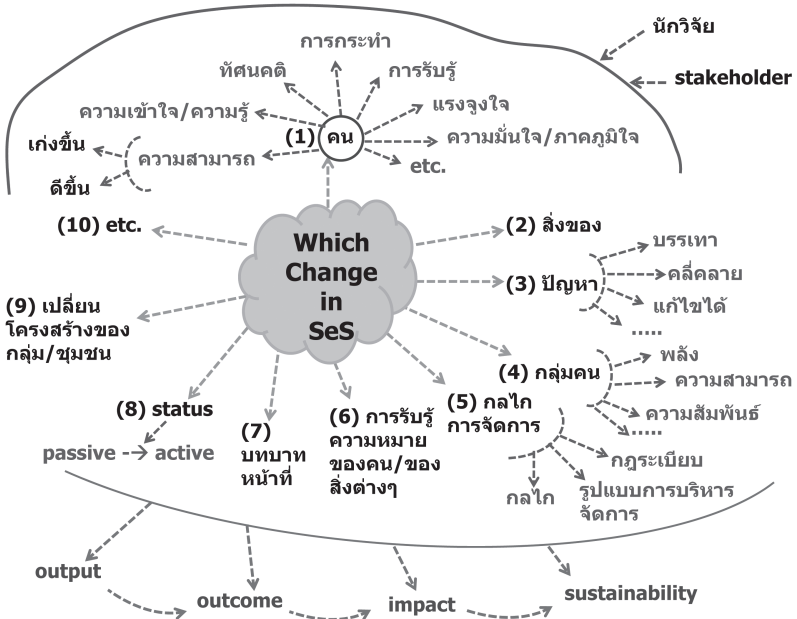 นักวิจัย
stakeholder
การกระทำ
ทัศนคติ
การรับรู้
ความเข้าใจ/ความรู้
แรงจูงใจ
(1) คน
ความมั่นใจ/ภาคภูมิใจ
etc.
เก่งขึ้น
ความสามารถ
ดีขึ้น
Which
Change
in
SeS
(2) สิ่งของ
(3) ปัญหา
บรรเทา
คลี่คลาย
แก้ไขได้
.....
(4) กลุ่มคน
พลัง
ความสามารถ
ความสัมพันธ์
.....
(5) กลไก
การจัดการ
กฎระเบียบ
รูปแบบการบริหาร
จัดการ
กลไก
(6) การรับรู้
ความหมาย
ของคน/ของ
สิ่งต่างๆ
(7)
บทบาท
หน้าที่
(8) status
passive → active
(9) เปลี่ยน
โครงสร้างของ
กลุ่ม/ชุมชน
(10) etc.
output
outcome
impact
sustainability